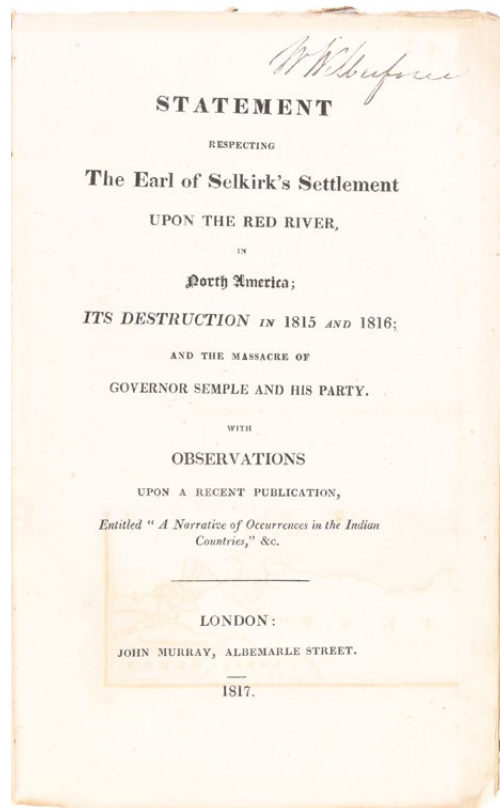 W Wilberforce
STATEMENT
RESPECTING
The Earl of Selkirk's Settlement
UPON THE RED RIVER,
IN
North America;
ITS DESTRUCTION IN 1815 AND 1816;
AND THE MASSACRE OF
GOVERNOR SEMPLE AND HIS PARTY.
WITH
OBSERVATIONS
UPON A RECENT PUBLICATION,
Entitled " A Narrative of Occurrences in the Indian
Countries," &c.
LONDON:
JOHN MURRAY, ALBEMARLE STREET.
1817.